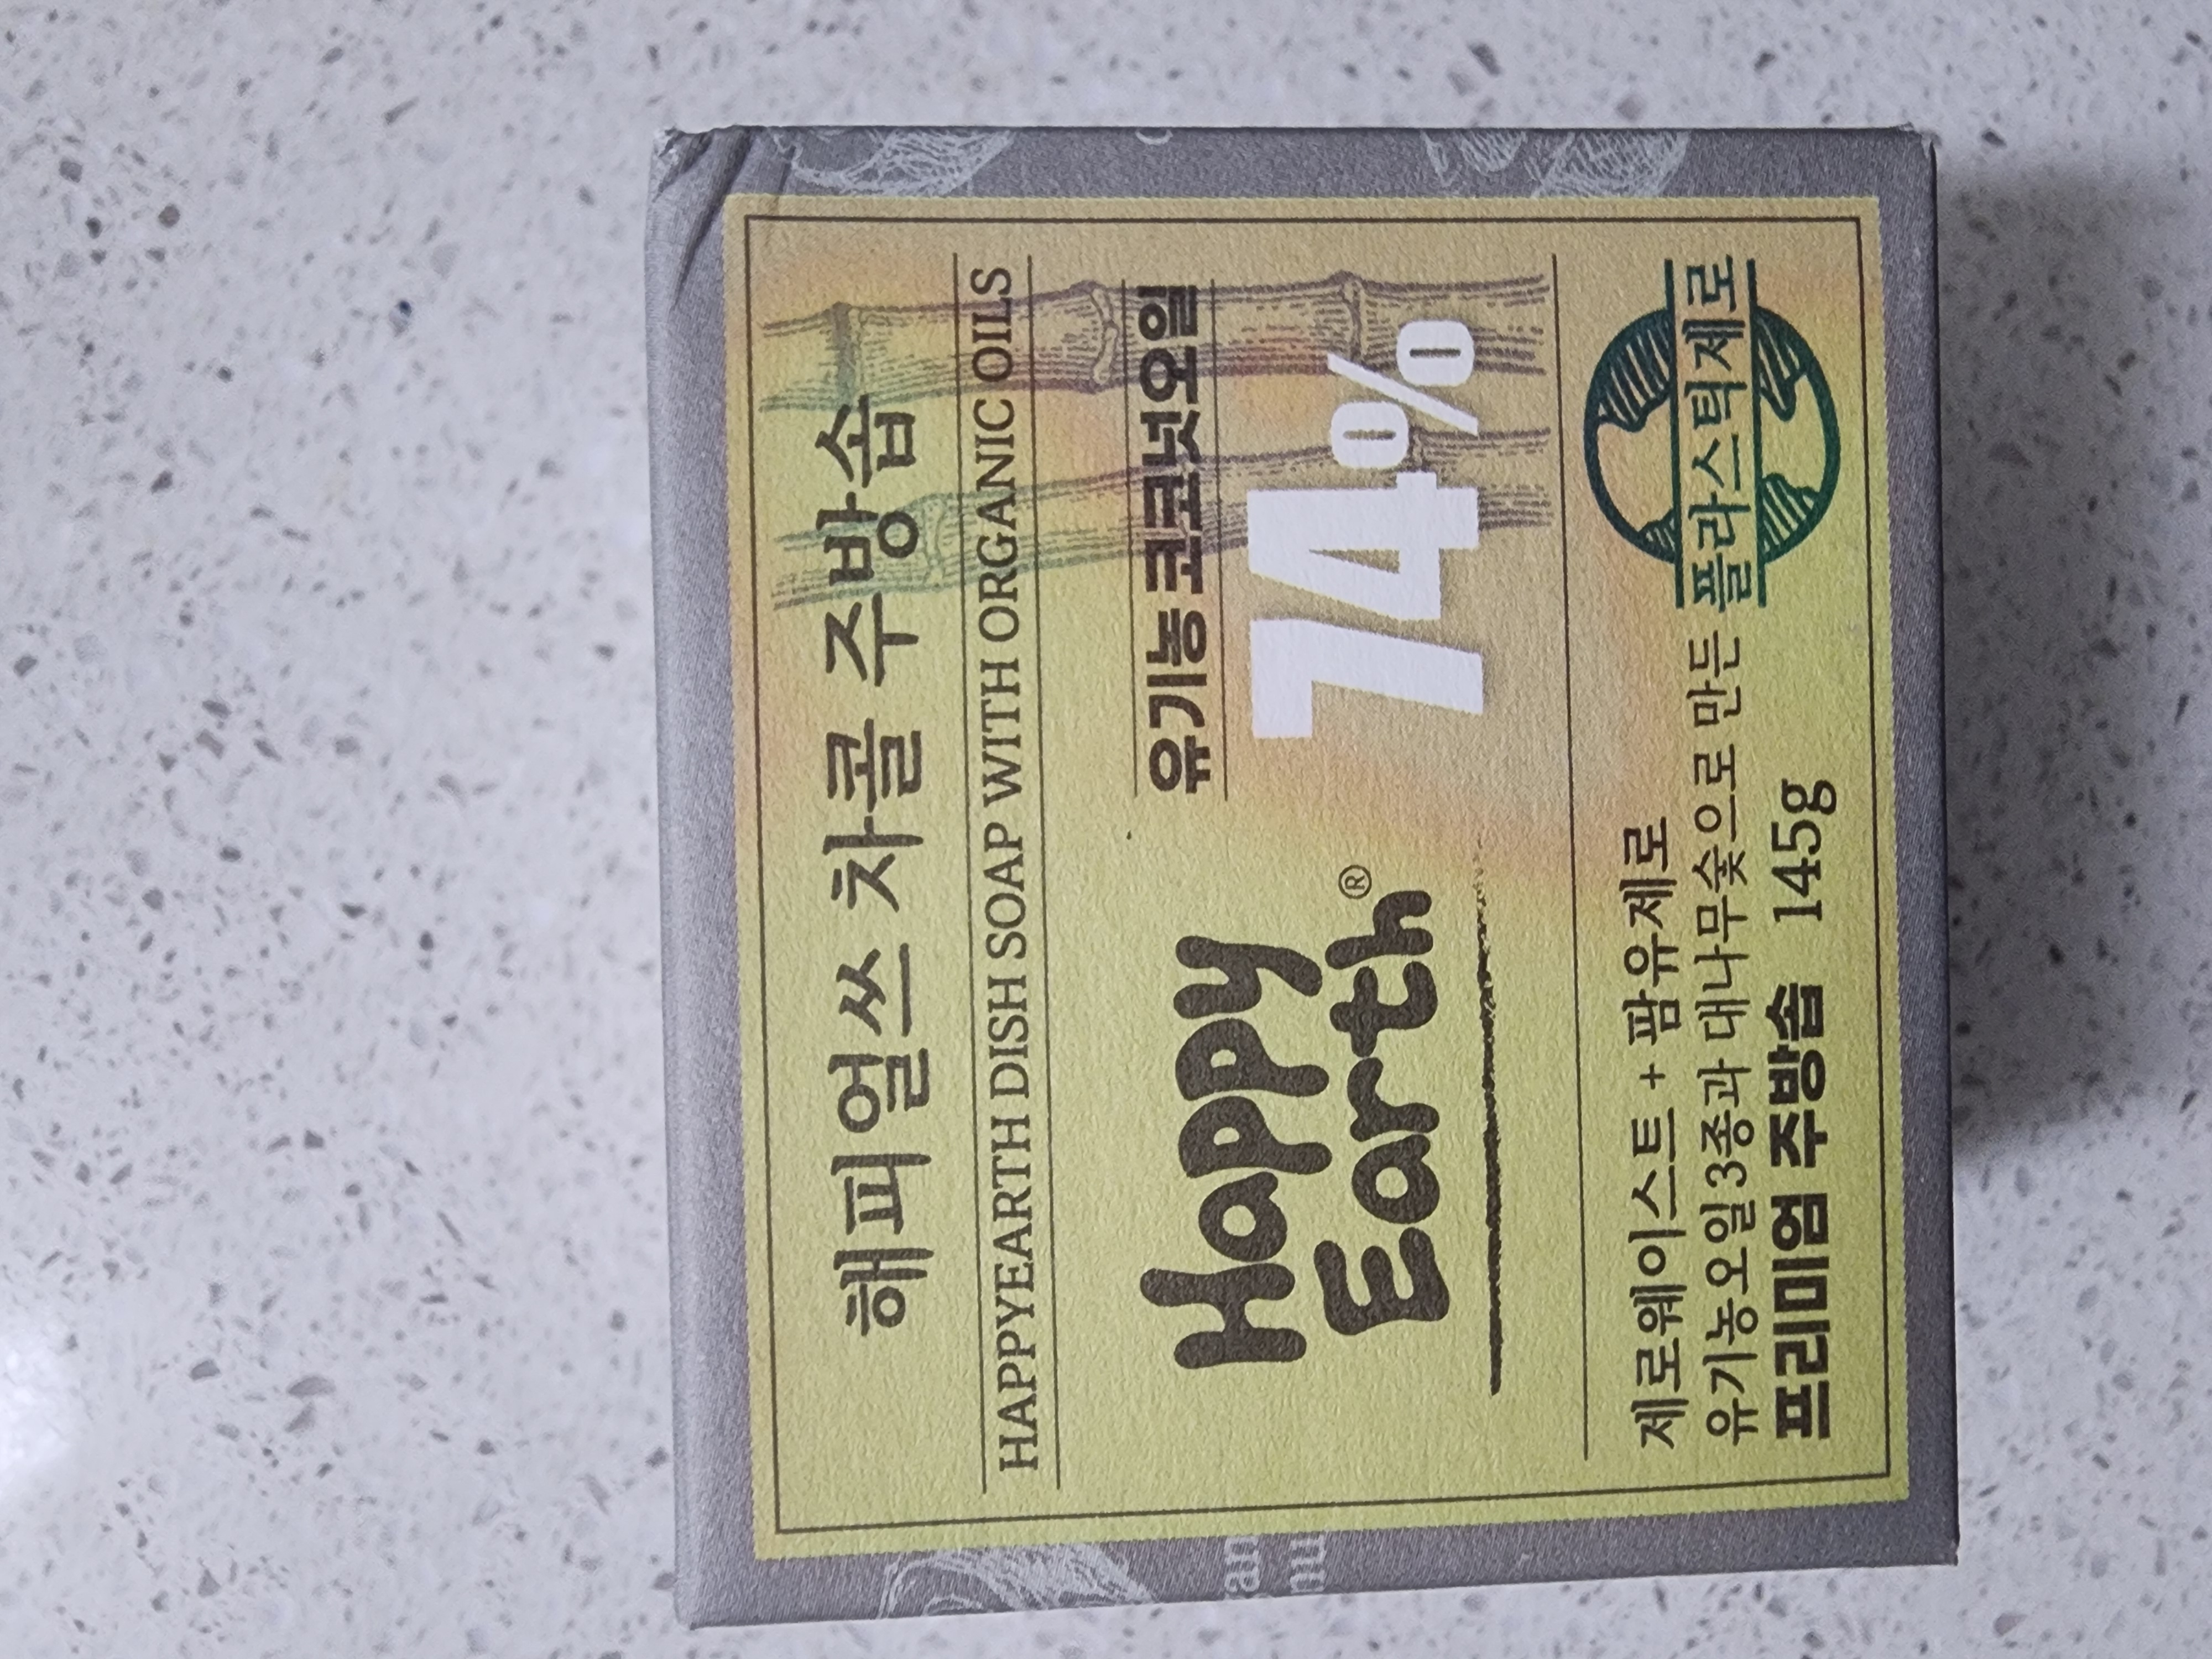 해피얼쓰 차콜 주방솝
HAPPYEARTH DISH SOAP WITH ORGANIC OILS
유기농코코넛오일
74%
Happy
Earth®
제로웨이스트 + 팜유제로
유기농오일3종과 대나무숯으로 만든
프리미엄 주방솝 145g
플라스틱제로